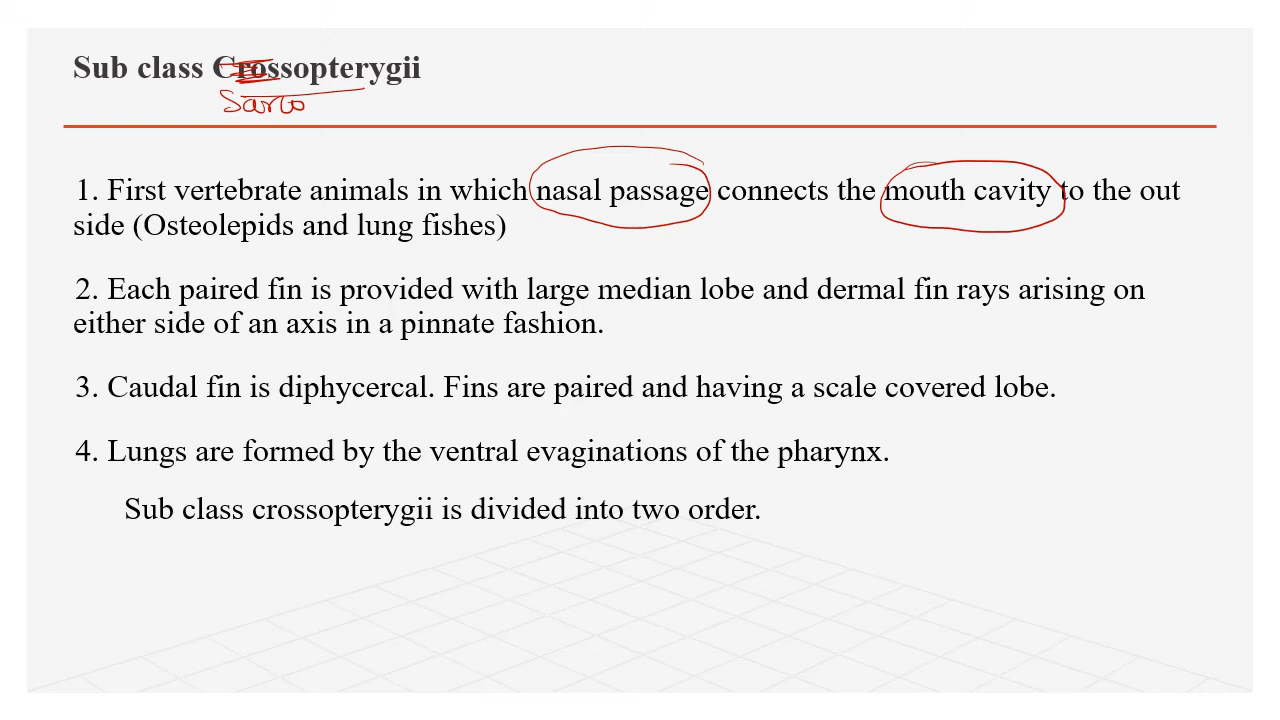 Sub class Crossopterygii
Sarco
1. First vertebrate animals in which nasal passage connects the mouth cavity to the out
side (Osteolepids and lung fishes)
2. Each paired fin is provided with large median lobe and dermal fin rays arising on
either side of an axis in a pinnate fashion.
3. Caudal fin is diphycercal. Fins are paired and having a scale covered lobe.
4. Lungs are formed by the ventral evaginations of the pharynx.
Sub class crossopterygii is divided into two order.